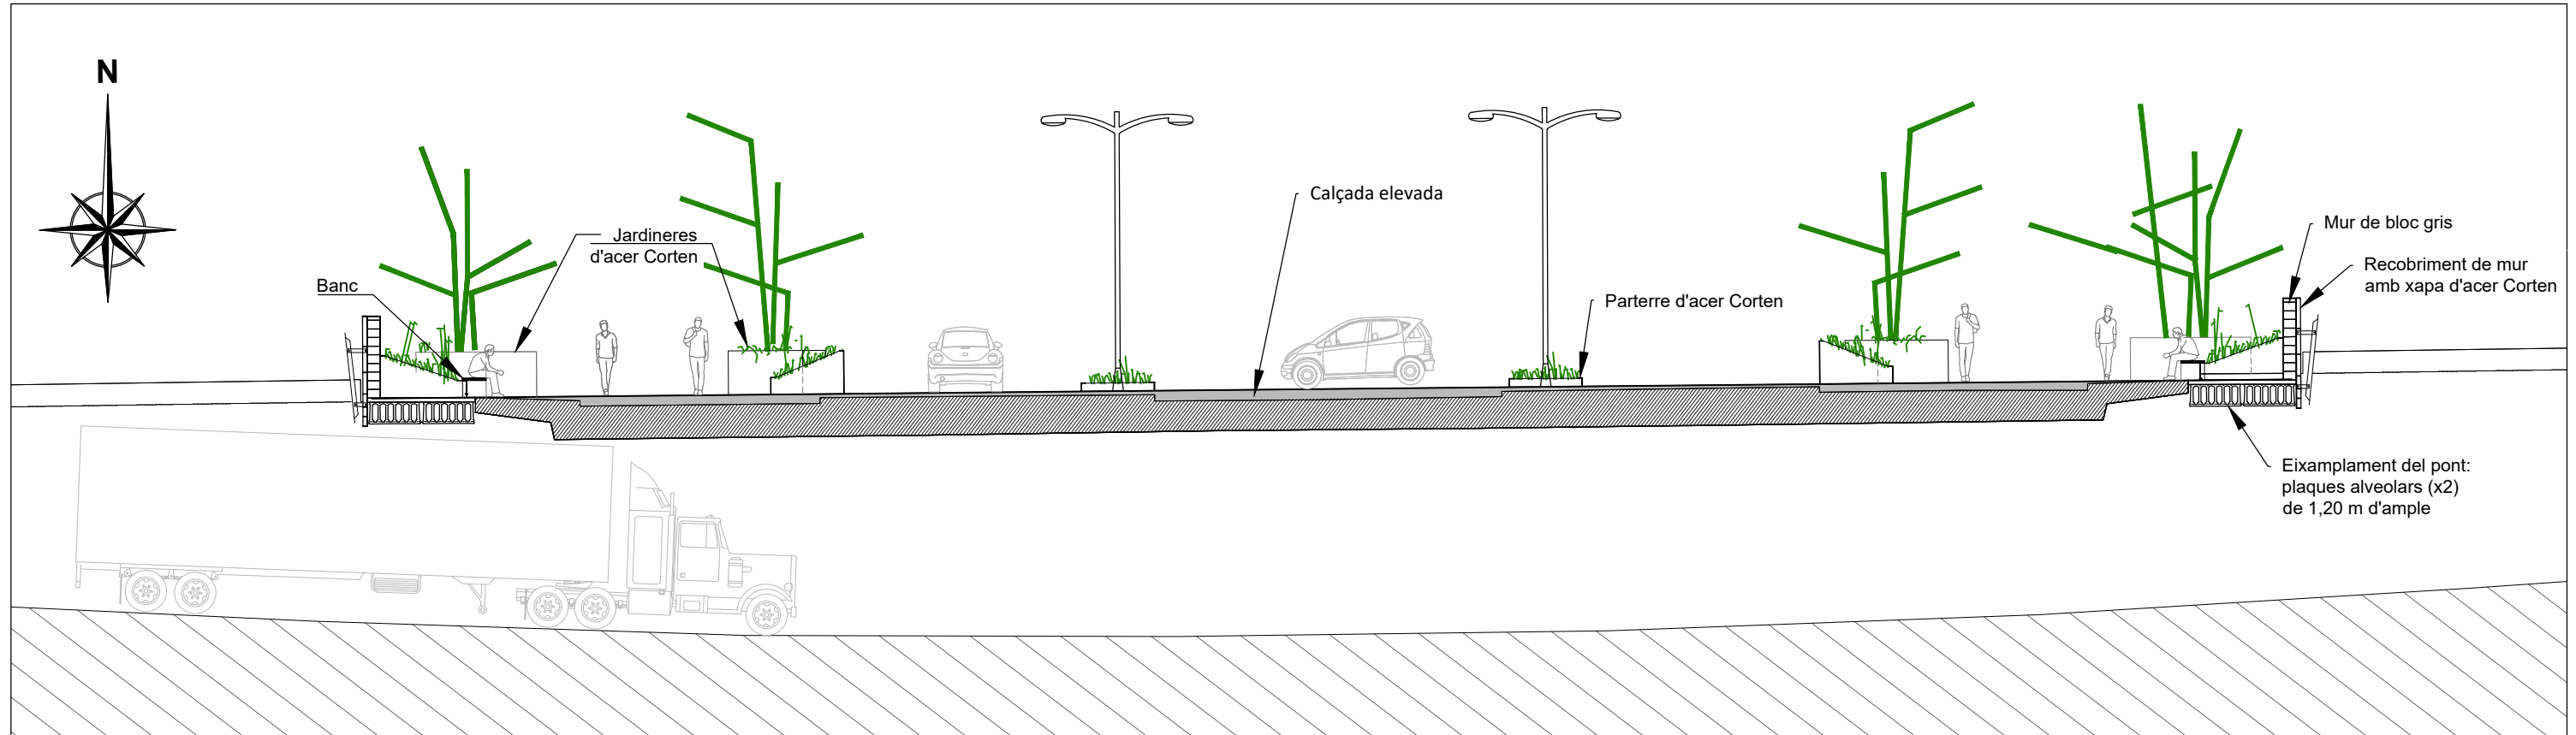 N
Calçada elevada
Mur de bloc gris
Jardineres
d'acer Corten
Recobriment de mur
amb xapa d'acer Corten
Banc
Parterre d'acer Corten
Eixamplament del pont:
plaques alveolars (x2)
de 1,20 m d'ample